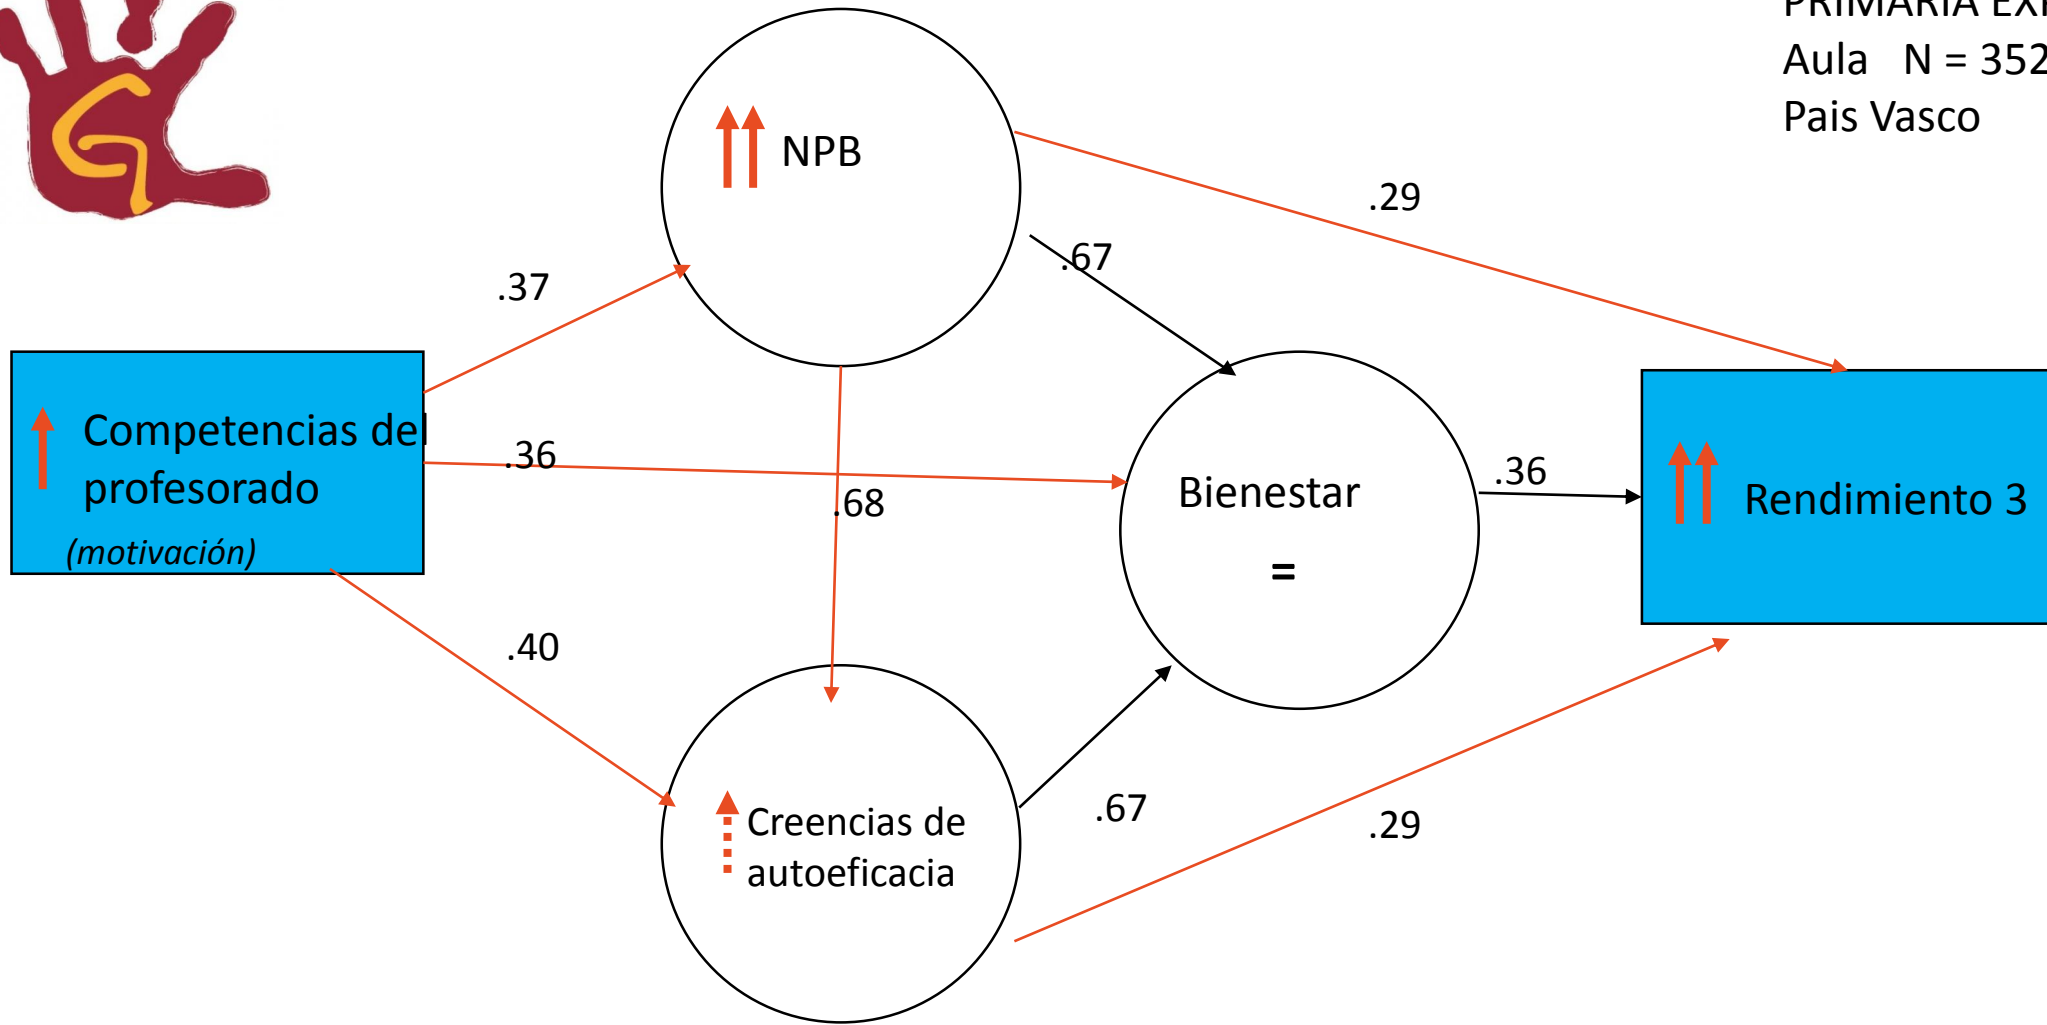 PRIMARIA
Aula N = 352
Pais Vasco
NPB
.29
.67
.37
Competencias del
profesorado
(motivación)
.36
.68
Bienestar
=
.36
Rendimiento 3
.40
Creencias de
autoeficacia
.67
.29
G